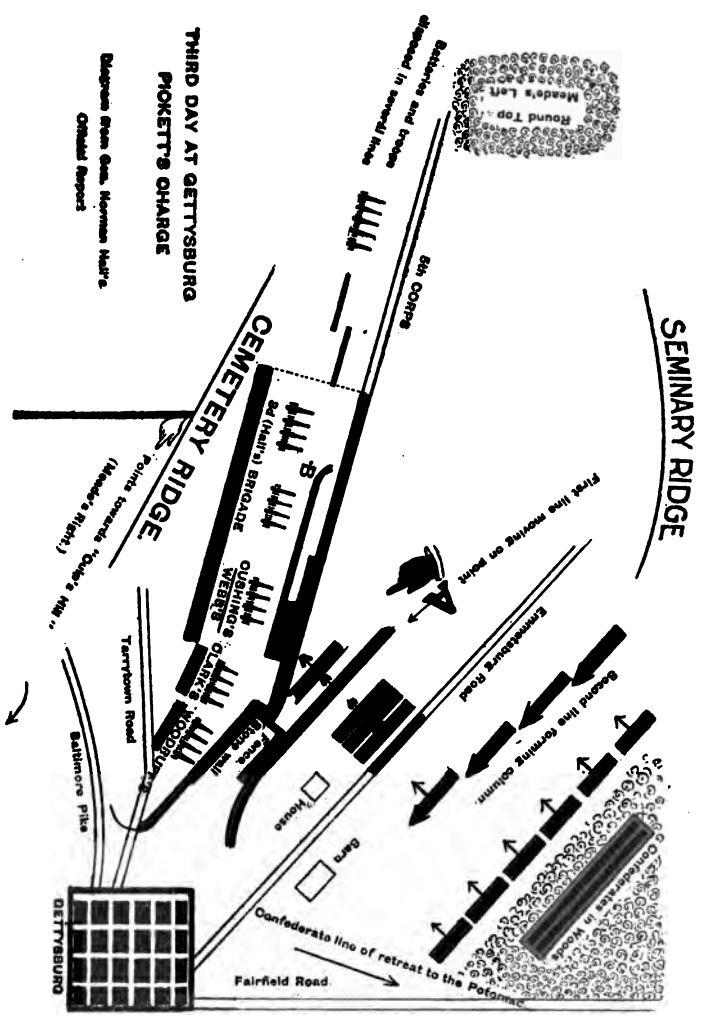 THIRD DAY AT GETTYSBURG
PICKETT'S CHARGE
Diagram from Gen. Norman Hall's
Official Report
Batteries and troops
disposed in several lines
Round Top
Meade's Left
5th CORPS
SEMINARY RIDGE
CEMETERY RIDGE.
3d (Hall's) BRIGADE
B
CUSHING'S
WEBB'S
CLARK'S
WOODRUFF'S
Points towards "Culp's Hill"
(Meade's Right.)
First line moving on point
A
Emmetsburg Road
Second line forming column.
Confederates in Woods
Fence
Stone wall
House
Barn
Tarrytown Road
Baltimore Pike
GETTYSBURG
Confederate line of retreat to the Potomac
Fairfield Road